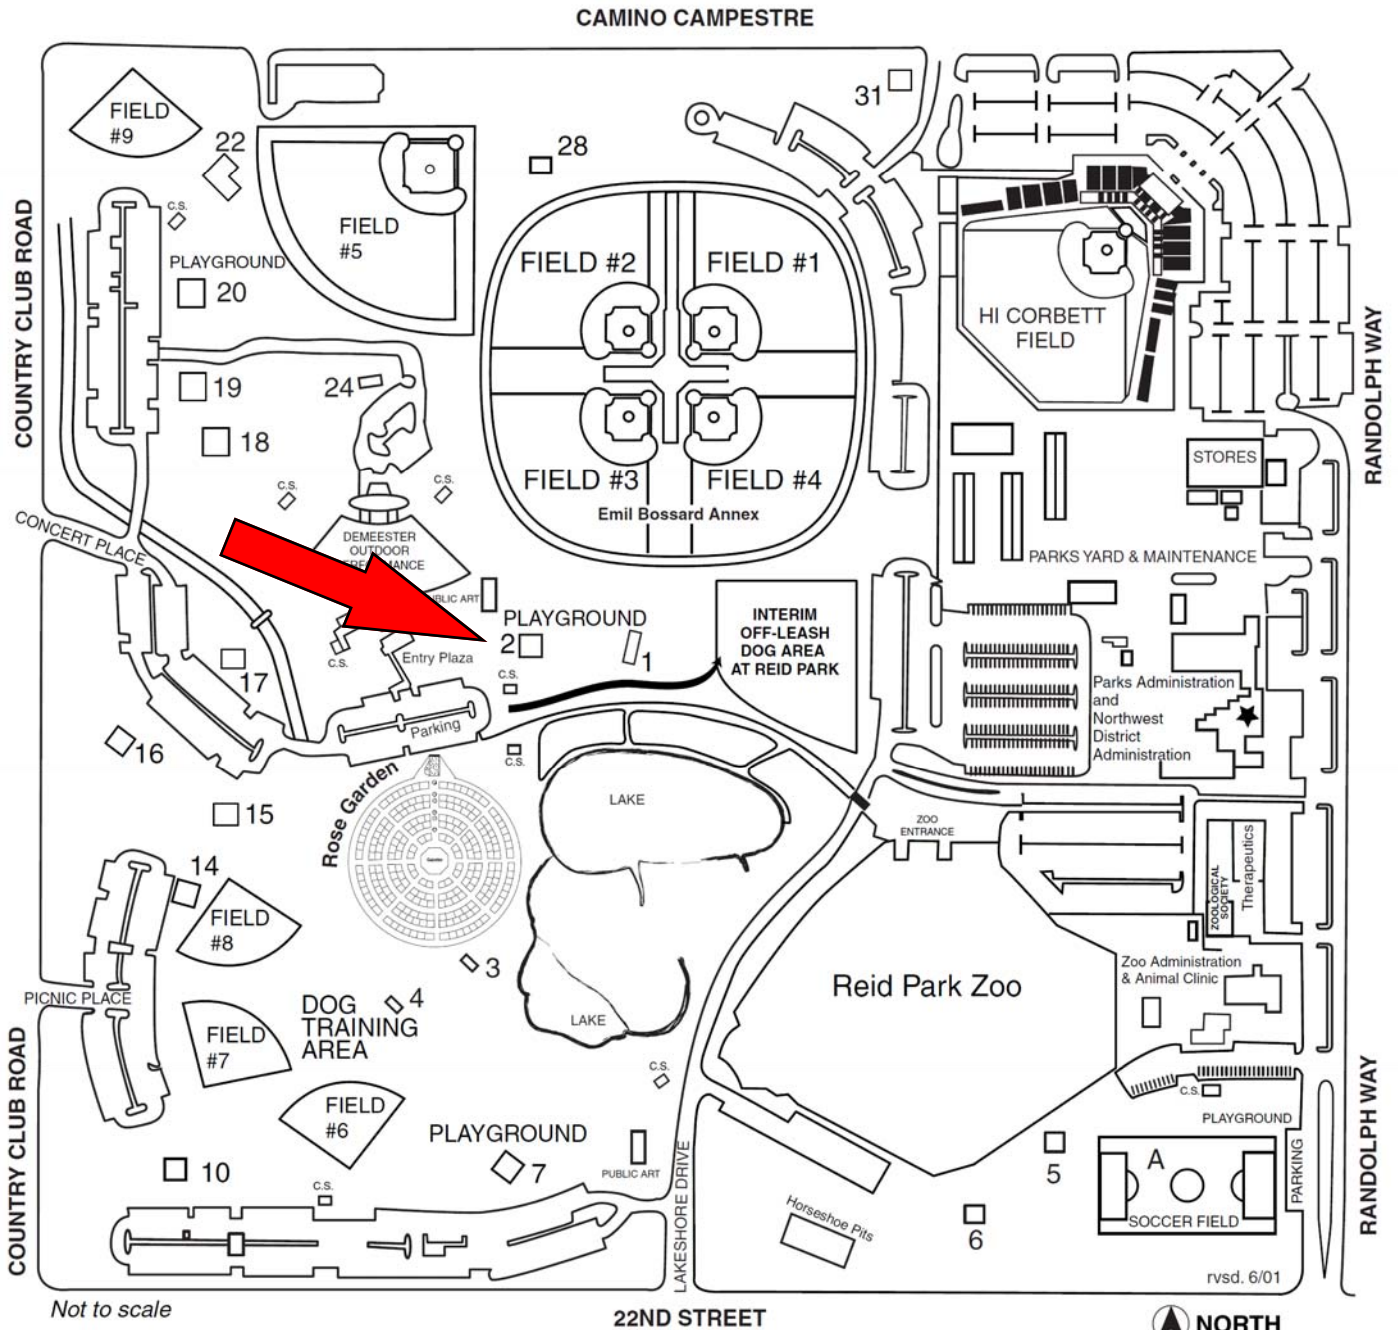 CAMINO CAMPESTRE
FIELD
#9
22
C.S.
PLAYGROUND
20
FIELD
#5
28
31
FIELD #2
FIELD #1
FIELD #3
FIELD #4
Emil Bossard Annex
HI CORBETT
FIELD
COUNTRY CLUB ROAD
RANDOLPH WAY
19
24
18
C.S.
C.S.
STORES
CONCERT PLACE
DEMEESTER
OUTDOOR
PARKS YARD & MAINTENANCE
ART
PLAYGROUND
2
1
INTERIM
OFF-LEASH
DOG AREA
AT REID PARK
C.S.
Entry Plaza
C.S.
17
Parking
C.S.
16
Parks Administration
and
Northwest
District
Administration
Rose Garden
LAKE
15
ZOO
ENTRANCE
14
FIELD
#8
ZOOLOGICAL
SOCIETY
Therapeutics
3
4
Zoo Administration
& Animal Clinic
Reid Park Zoo
PICNIC PLACE
DOG
TRAINING
AREA
LAKE
FIELD
#7
COUNTRY CLUB ROAD
RANDOLPH WAY
C.S.
C.S.
FIELD
#6
PLAYGROUND
PLAYGROUND
10
7
PUBLIC ART
C.S.
LAKESHORE DRIVE
5
A
SOCCER FIELD
PARKING
Horseshoe Pits
6
rvsd. 6/01
Not to scale
22ND STREET
NORTH